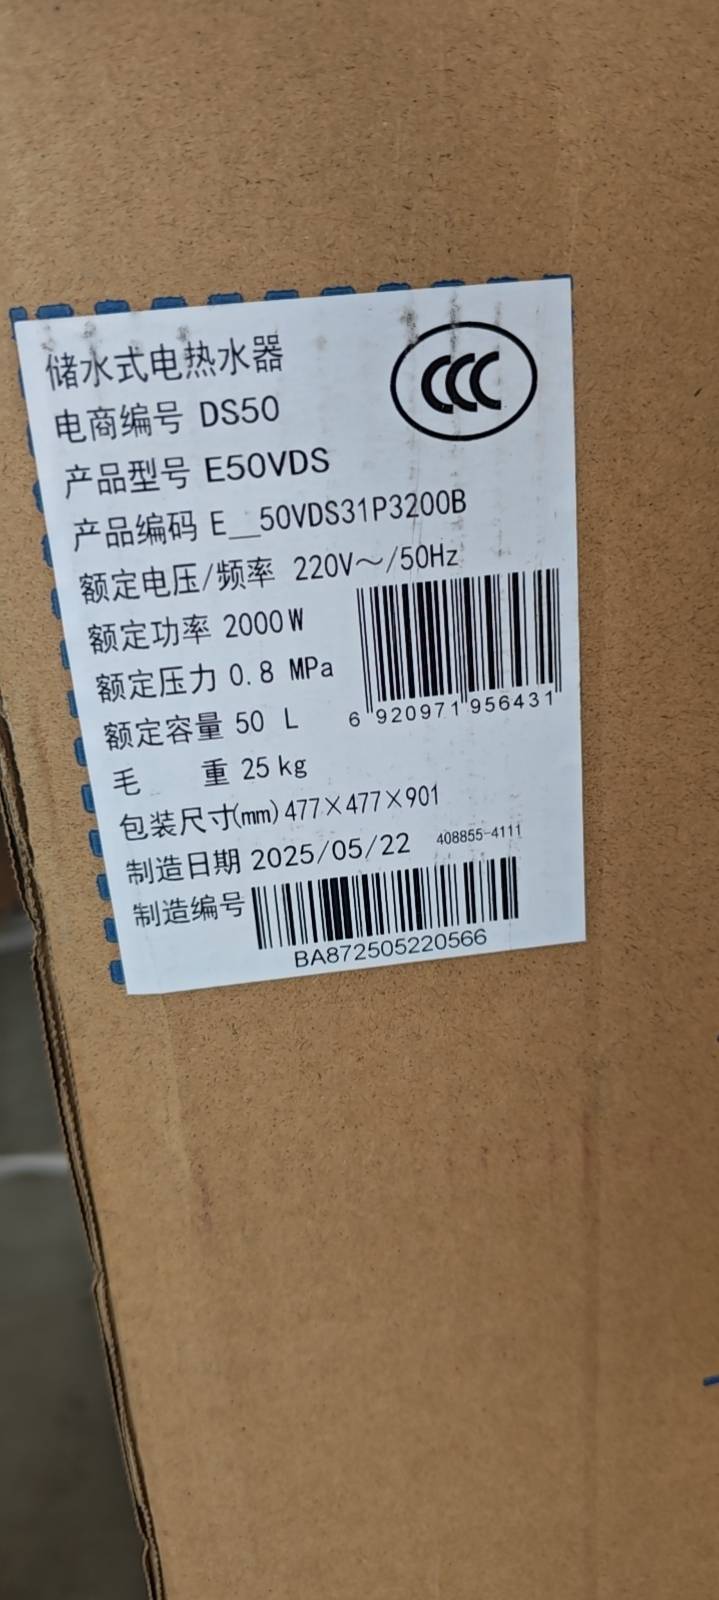 储水式电热水器
CCC
电商编号 DS50
产品型号 E50VDS
产品编码 E__50VDS31P3200B
额定电压/频率 220V～/50Hz
额定功率 2000W
额定压力 0.8 MPa
额定容量 50 L
6 920971 956431
毛 重 25kg
包装尺寸(mm) 477×477×901
制造日期 2025/05/22
408855-4111
制造编号
BA872505220566